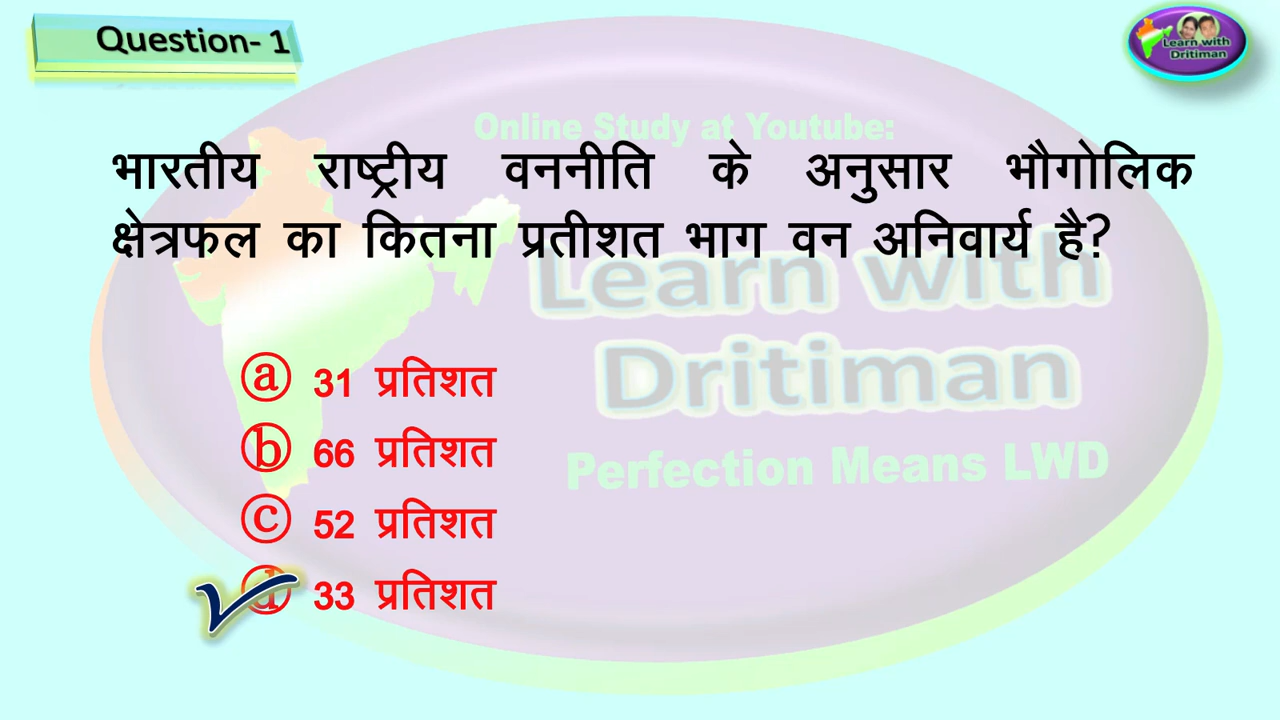 Question- 1
Learn with
Dritiman
Online Study at Youtube:
भारतीय राष्ट्रीय वननीति के अनुसार भौगोलिक
क्षेत्रफल का कितना प्रतीशत भाग वन अनिवार्य है?
Learn with
Dritiman
Perfection Means LWD
ⓐ 31 प्रतिशत
ⓑ 66 प्रतिशत
ⓒ 52 प्रतिशत
ⓓ 33 प्रतिशत